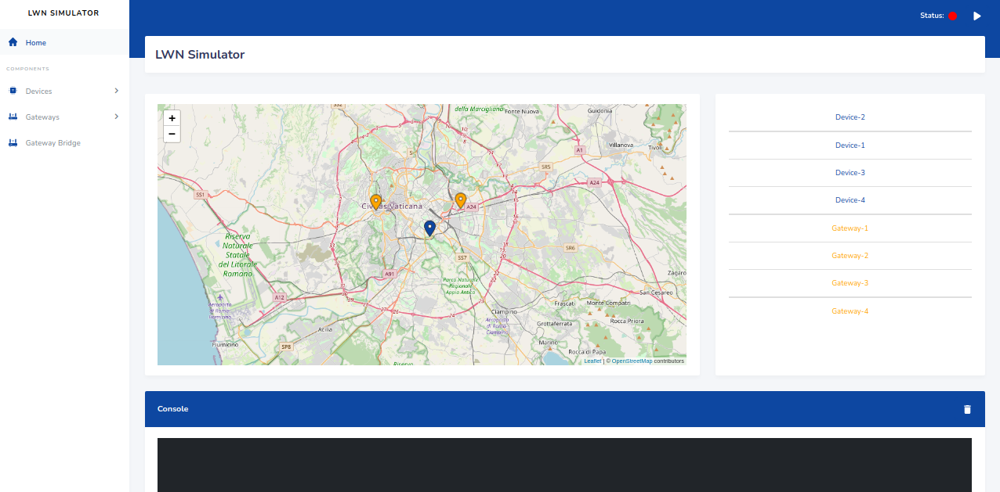 LWN SIMULATOR
Status:
Home
LWN Simulator
COMPONENTS
Devices
Gateways
Gateway Bridge
+
−
SS2
della Marcigliana
Fonte Nuova
Guidonia
Villanova
Tivoli
A1
SR5
A24
SS1
Civitas Vaticana
A24
Riserva
Naturale
Statale
del Litorale
Romano
SS7
SR6
A91
Parco Naturale
Regionale
Appia Antica
Zagaro
San Cesareo
A12
Aeroporto
di Roma-
Fiumicino
Frascati
Monte Compatri
Ciampino
Rocca Priora
Aeroporto
di Roma-
Ciampino
Grottaferrata
Acilia
Fiumicino
SP8
Marino
Rocca di Papa
Riserva
Leaflet | © OpenStreetMap contributors
Device-2
Device-1
Device-3
Device-4
Gateway-1
Gateway-2
Gateway-3
Gateway-4
Console